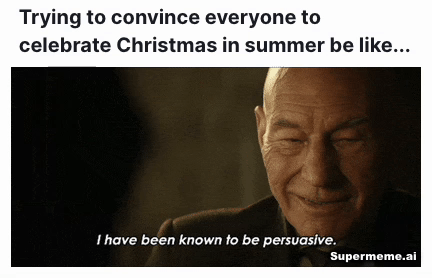 Trying to convince everyone to
celebrate Christmas in summer be like...
I have been known to be persuasive.
Supermeme.ai